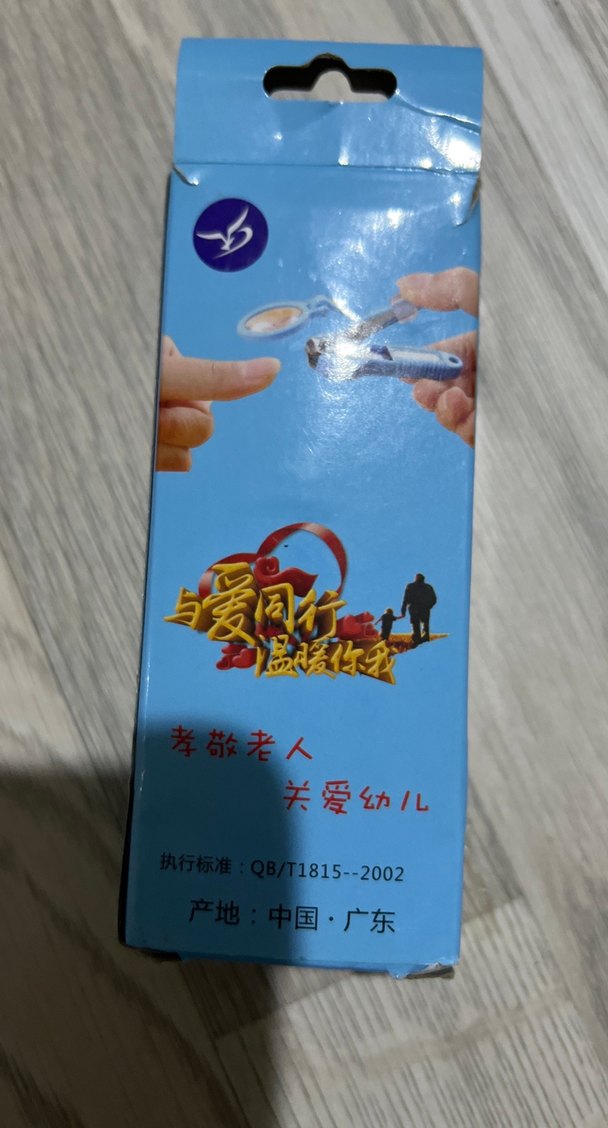 与爱同行
温暖你我
孝敬老人
关爱幼儿
执行标准：QB/T1815--2002
产地：中国·广东